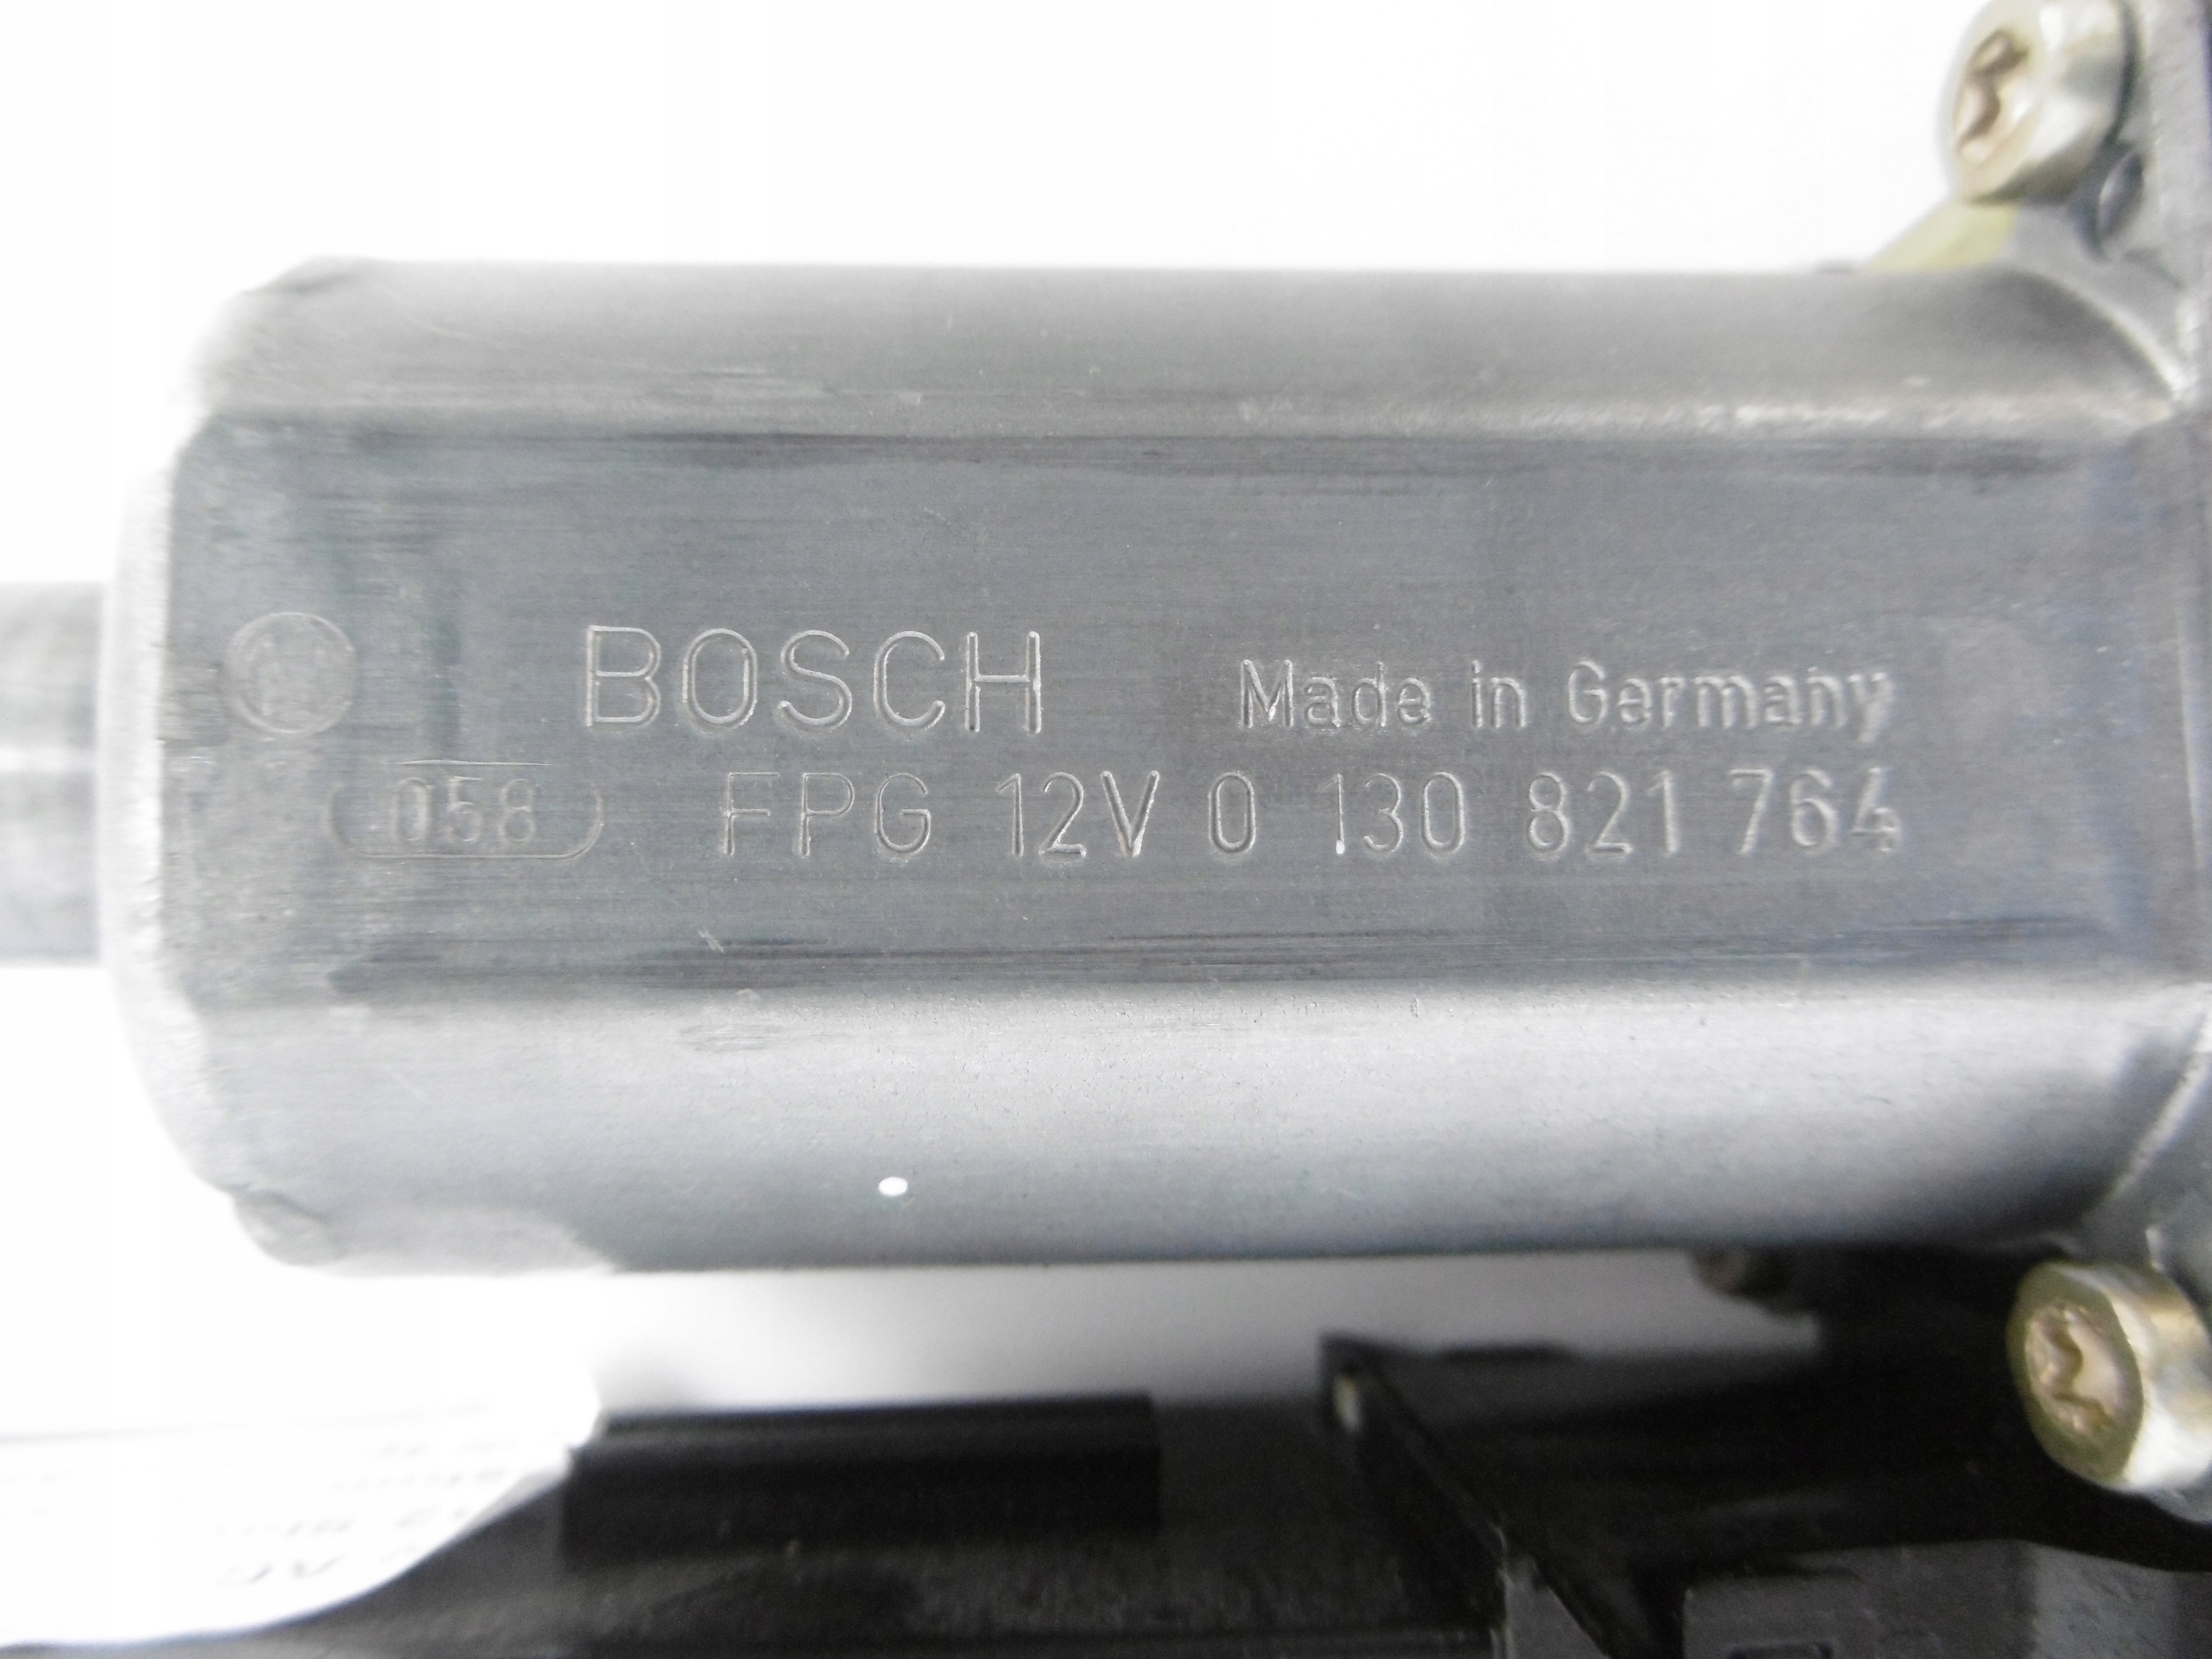 BOSCH Made in Germany
058 FPG 12V 0 130 821 764